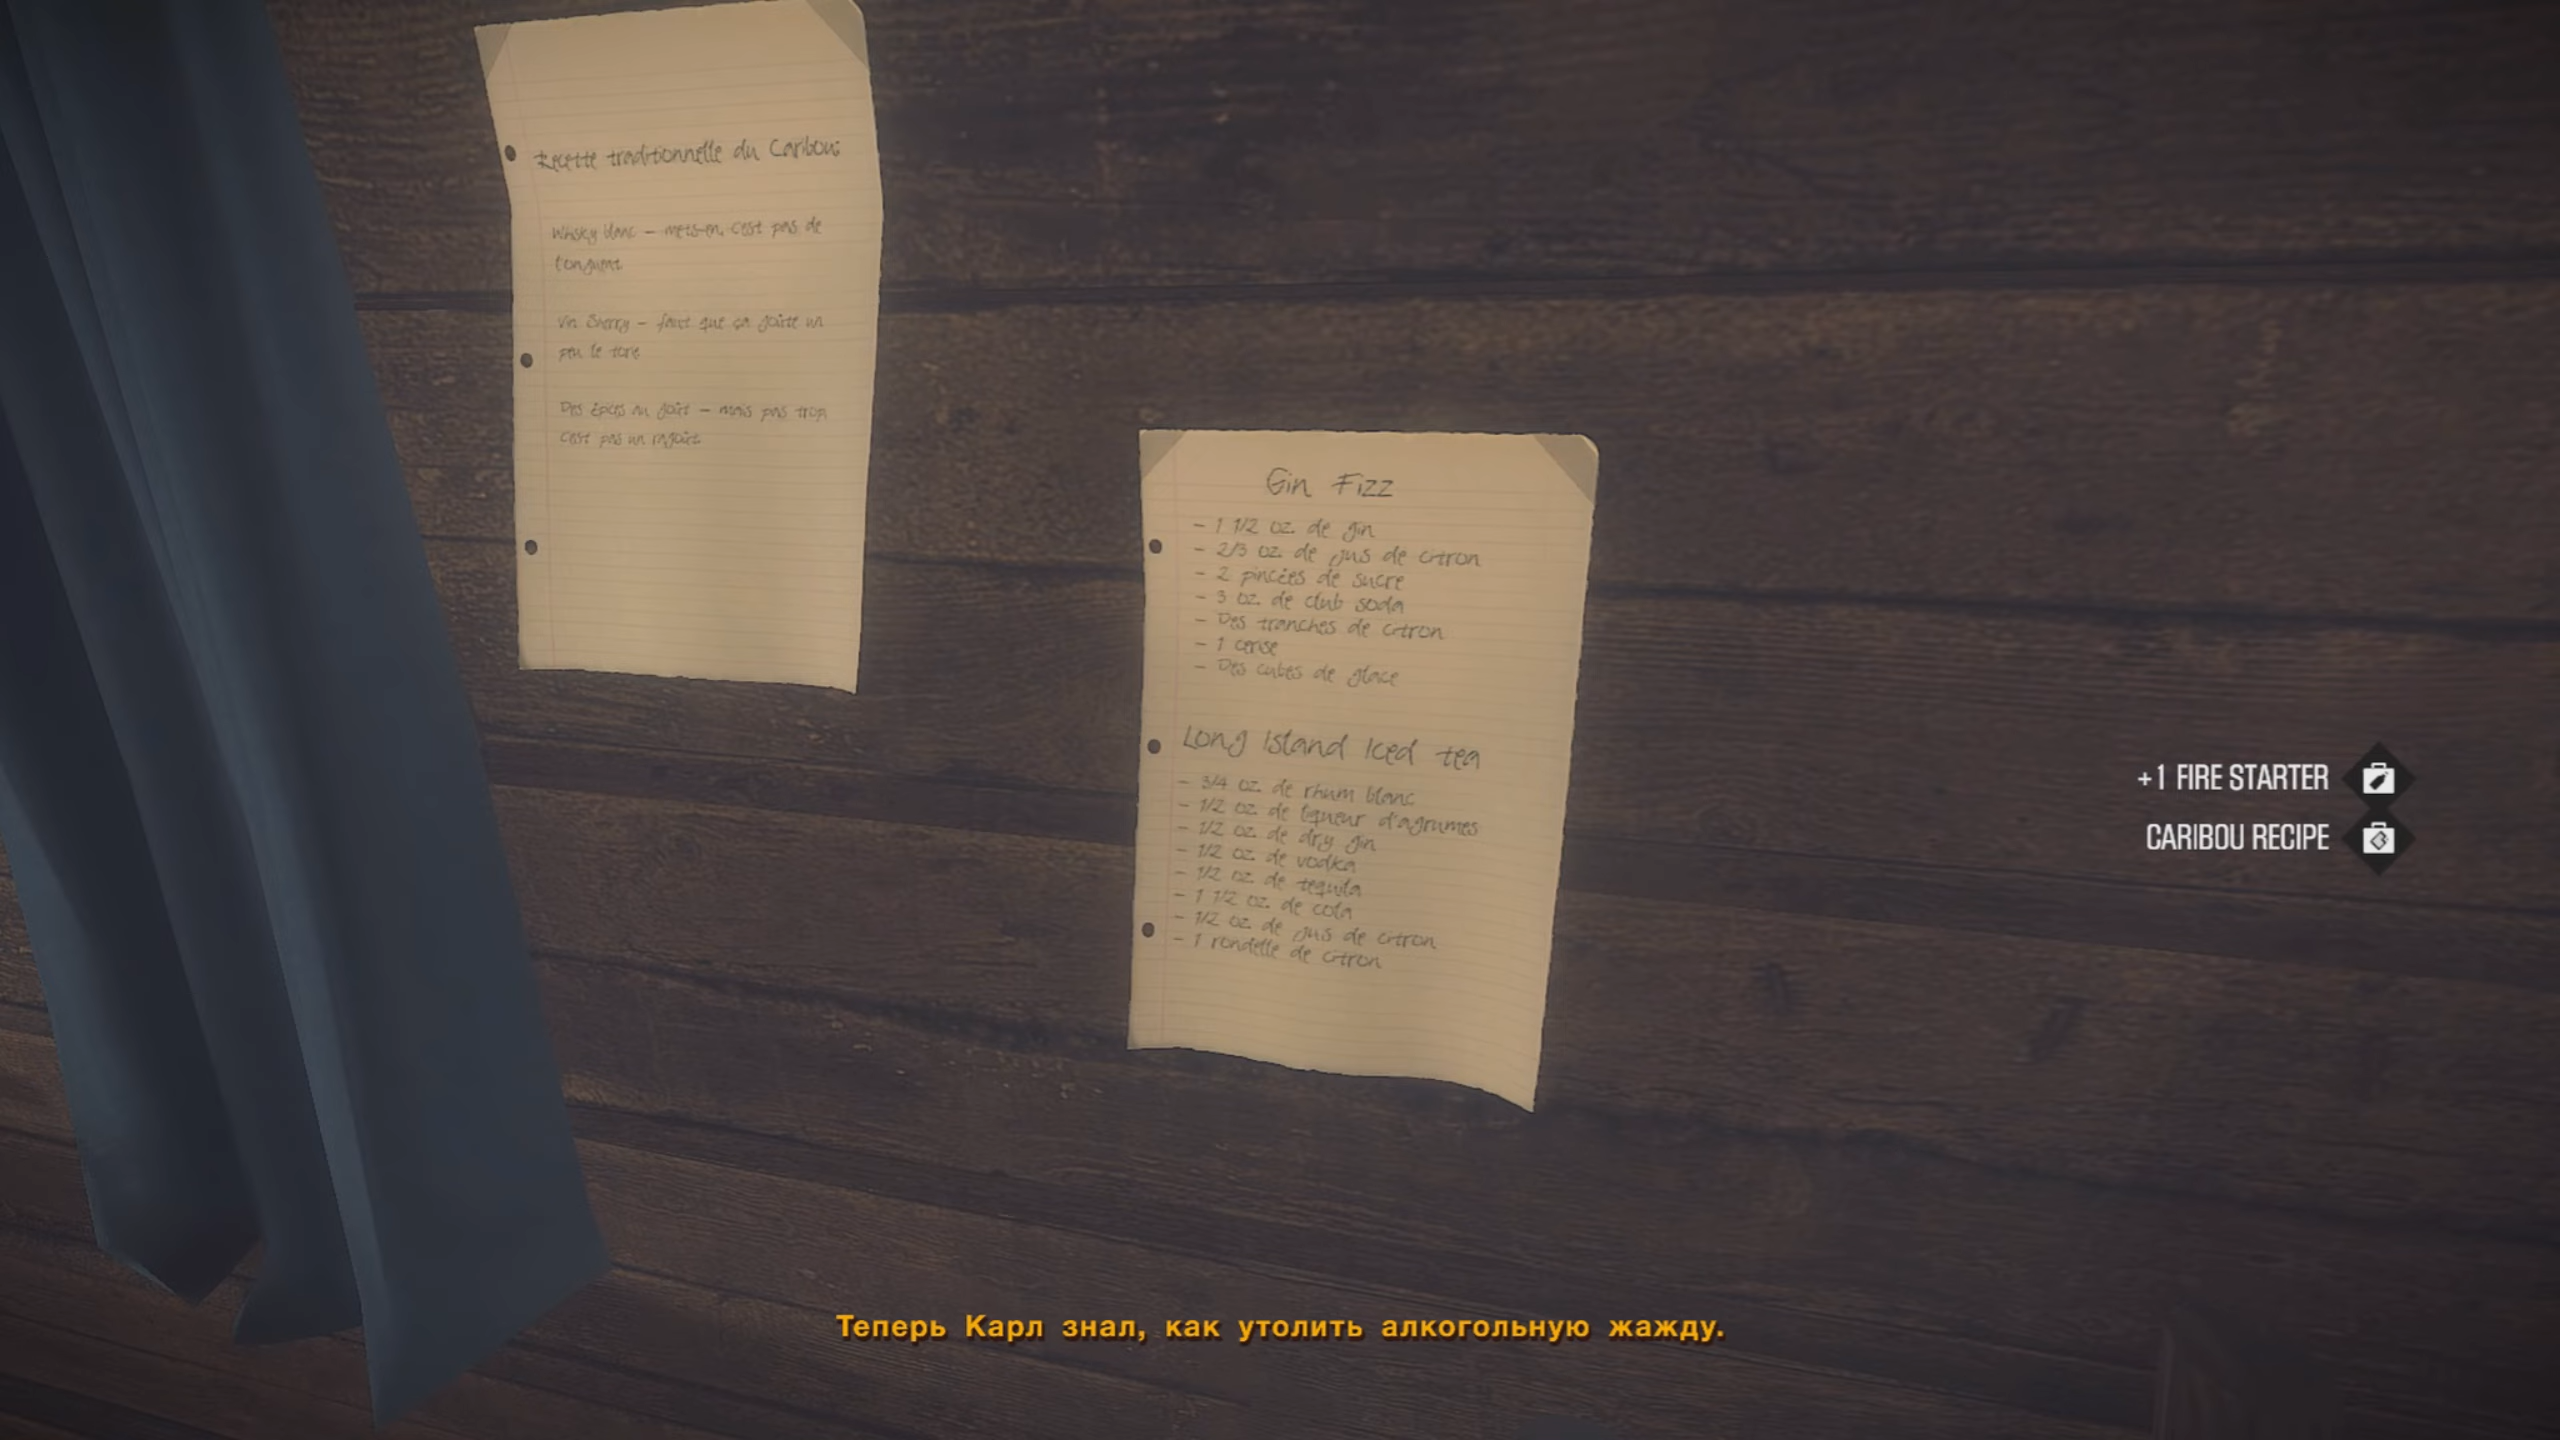 Recette traditionnelle du Caribou:
Whisky blanc – mets-en, c'est pas de
l'onguent.
Vin Sherry – faut que ça goûte un
peu le
Des épices au goût – mais pas trop,
c'est pas un ragoût.
Gin Fizz
- 1 1/2 oz. de gin
- 2/3 oz. de jus de citron
- 2 pincées de sucre
- 3 oz. de club soda
- Des tranches de citron
- 1 cerise
- Des cubes de glace
Long Island Iced tea
- 3/4 oz. de rhum blanc
- 1/2 oz de liqueur d'agrumes
- 1/2 oz. de dry gin
- 1/2 oz. de vodka
- 1/2 oz. de tequila
- 1 1/2 oz. de cola
- 1/2 oz. de jus de citron
- 1 rondelle de citron
+1 FIRE STARTER
CARIBOU RECIPE
Теперь Карл знал, как утолить алкогольную жажду.